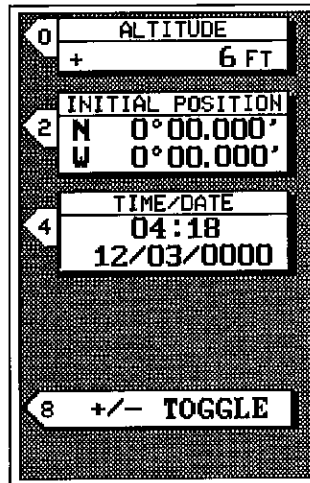 0 ALTITUDE
+ 6 FT
INITIAL POSITION
2 N 0°00.000'
W 0°00.000'
TIME/DATE
4 04:18
12/03/0000
8 +/- TOGGLE